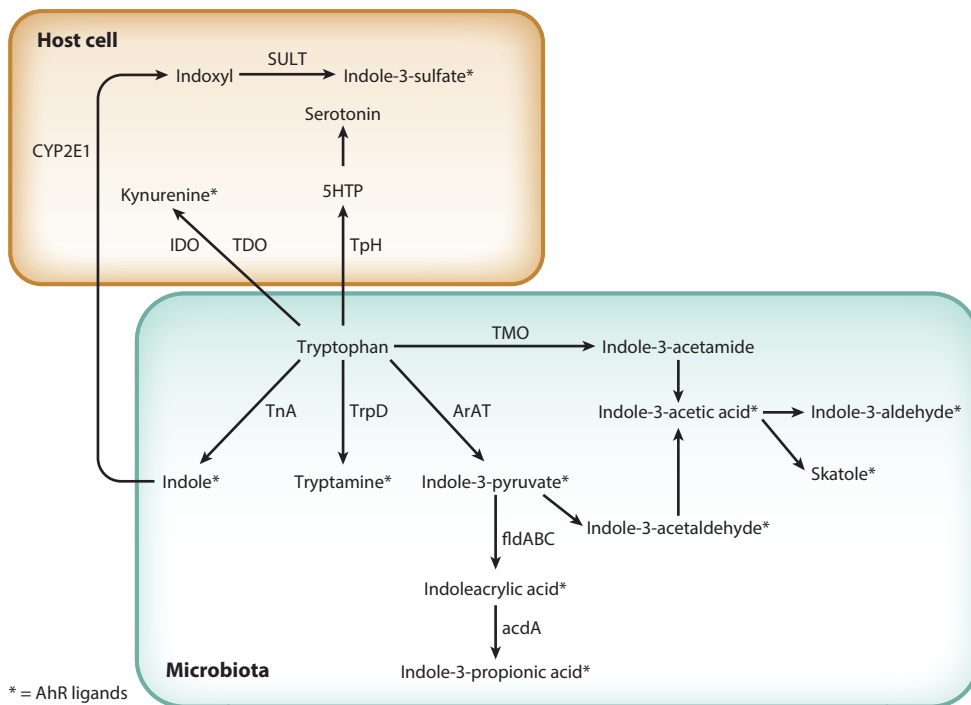 Host cell
SULT
Indoxyl
Indole-3-sulfate*
Serotonin
CYP2E1
Kynurenine*
5HTP
IDO
TDO
TpH
TMO
Tryptophan
Indole-3-acetamide
TnA
TrpD
ArAT
Indole-3-acetic acid*
Indole-3-aldehyde*
Indole*
Tryptamine*
Indole-3-pyruvate*
Skatole*
Indole-3-acetaldehyde*
fldABC
Indoleacrylic acid*
acdA
Indole-3-propionic acid*
Microbiota
* = AhR ligands